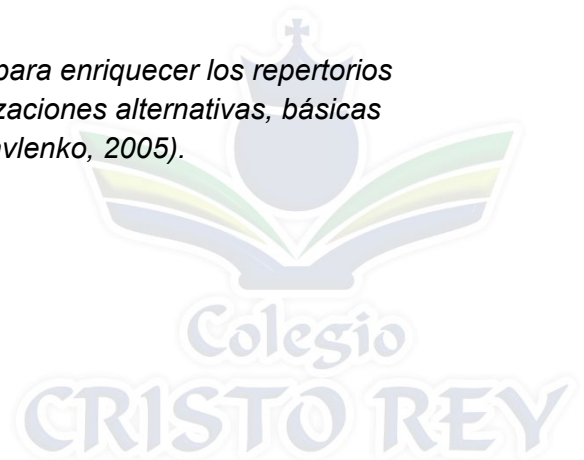 para enriquecer los repertorios
zaciones alternativas, básicas
vlenko, 2005).
Colegio
CRISTO REY